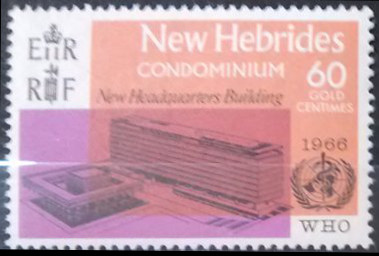 EIIR
RF
New Hebrides
CONDOMINIUM
60
GOLD
CENTIMES
New Headquarters Building
1966
WHO